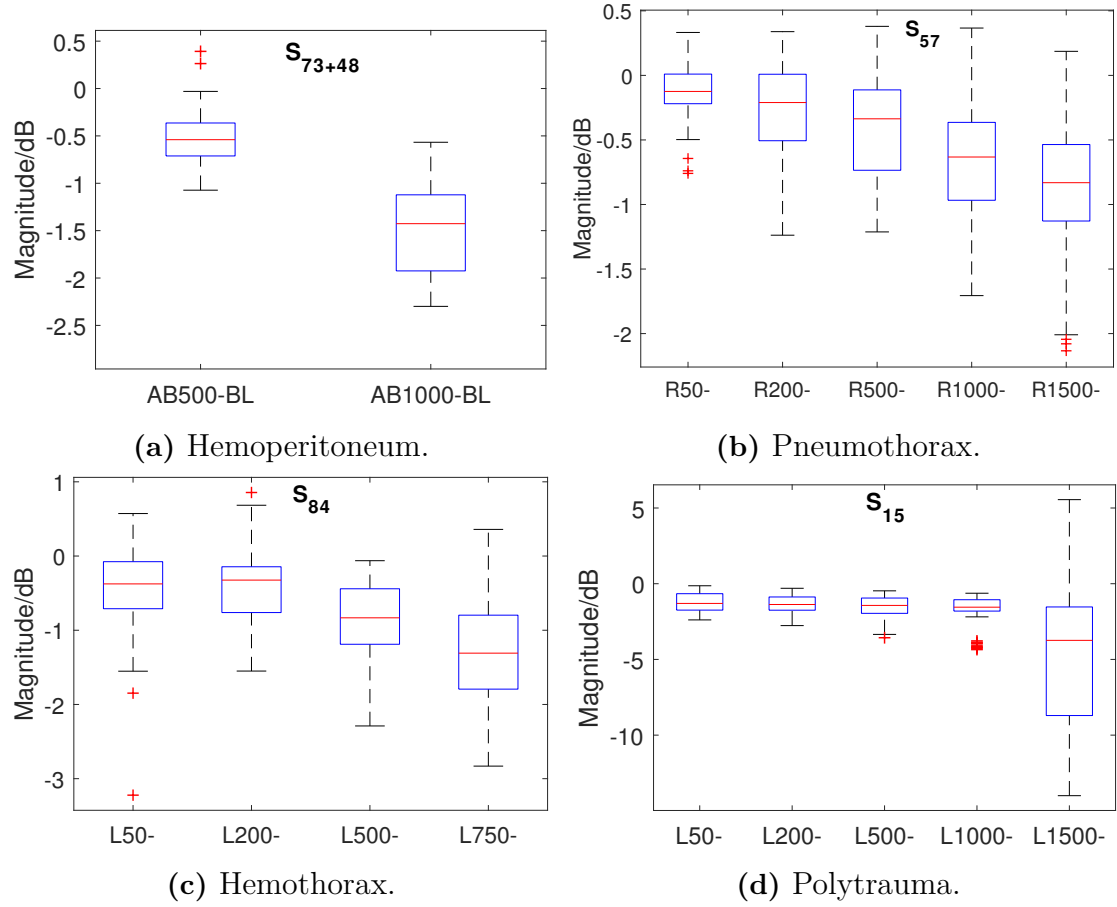 S73+48
Magnitude/dB
0.5
0
-0.5
-1
-1.5
-2
-2.5
AB500-BL AB1000-BL
(a) Hemoperitoneum.
S57
Magnitude/dB
0.5
0
-0.5
-1
-1.5
-2
R50- R200- R500- R1000- R1500-
(b) Pneumothorax.
S84
Magnitude/dB
1
0
-1
-2
-3
L50- L200- L500- L750-
(c) Hemothorax.
S15
Magnitude/dB
5
0
-5
-10
L50- L200- L500- L1000- L1500-
(d) Polytrauma.